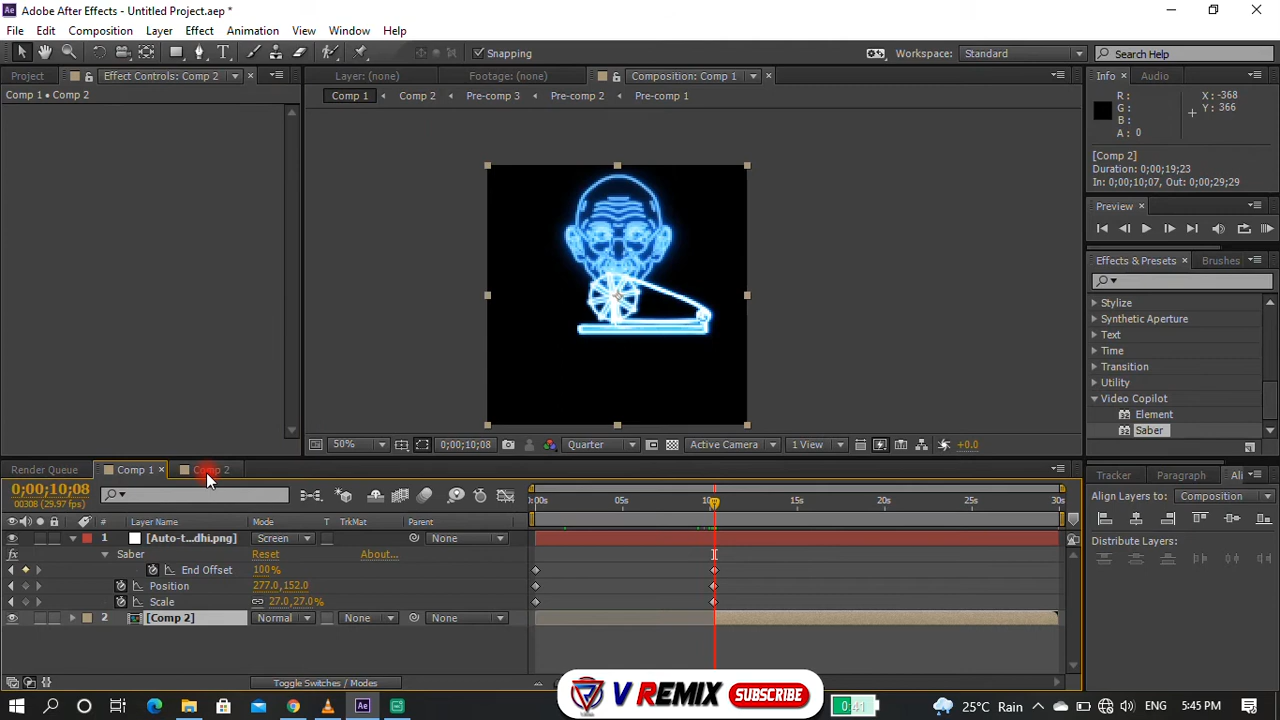 Adobe After Effects - Untitled Project.aep *
File Edit Composition Layer Effect Animation View Window Help
Snapping Workspace: Standard Search Help
Project Effect Controls: Comp 2 Layer: (none) Footage: (none) Composition: Comp 1 Info Audio
Comp 1 • Comp 2
Comp 1 Comp 2 Pre-comp 3 Pre-comp 2 Pre-comp 1
R : X : -368
G : Y : 366
B :
A : 0
[Comp 2]
Duration: 0;00;19;23
In: 0;00;10;07, Out: 0;00;29;29
Preview
Effects & Presets Brushes
Stylize
Synthetic Aperture
Text
Time
Transition
Utility
Video Copilot
Element
Saber
50% 0;00;10;08 Quarter Active Camera 1 View +0.0
Render Queue Comp 1 Comp 2
Tracker Paragraph Ali
0;00;10;08
00308 (29.97 fps)
:00s 05s 10s 15s 20s 25s 30s
Align Layers to: Composition
# Layer Name Mode T TrkMat Parent
1 [Auto-t...dhi.png] Screen None
Saber Reset About...
Distribute Layers:
fx
End Offset 100%
Position 277.0,152.0
Scale 27.0,27.0%
2 [Comp 2] Normal None None
Toggle Switches / Modes
V REMIX SUBSCRIBE
0:41
25°C Rain ENG 5:45 PM